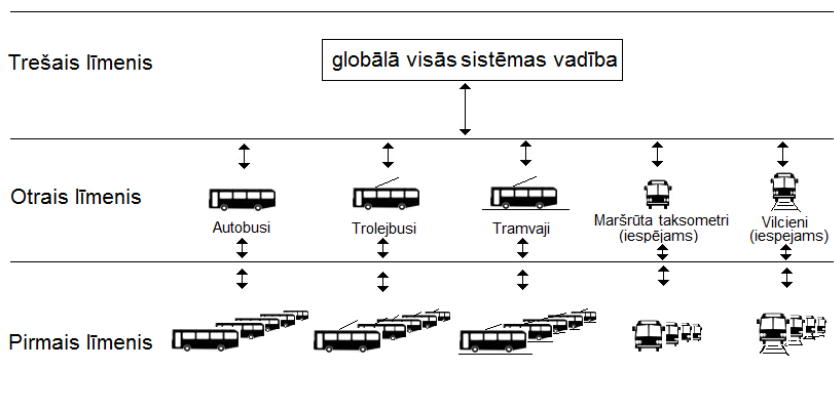 Trešais līmenis
globālā visās sistēmas vadība
Otrais līmenis
Autobusi
Trolejbusi
Tramvaji
Maršrūta taksometri
(iespējams)
Vilcieni
(iespejams)
Pirmais līmenis